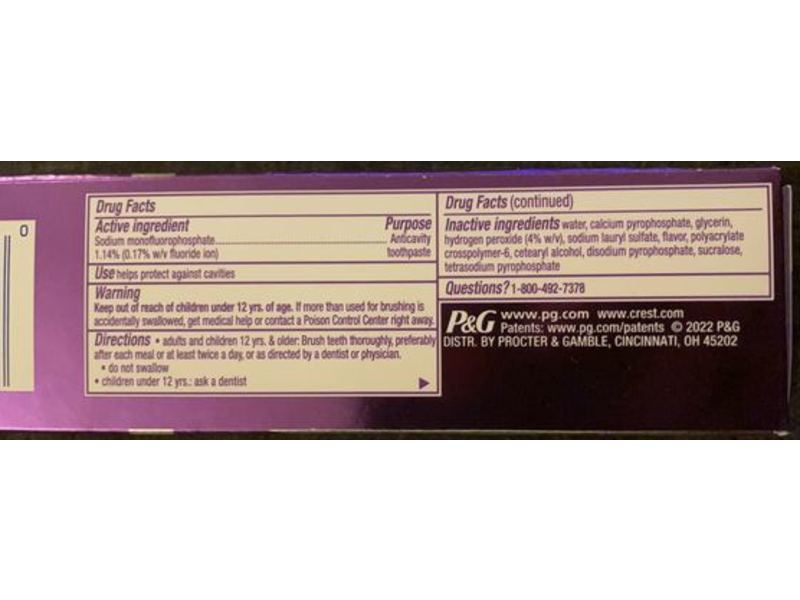 0
Drug Facts
Active ingredient Purpose
Sodium monofluorophosphate........................................ Anticavity
1.14% (0.17% w/v fluoride ion) toothpaste
Use helps protect against cavities
Warning
Keep out of reach of children under 12 yrs. of age. If more than used for brushing is
accidentally swallowed, get medical help or contact a Poison Control Center right away.
Directions • adults and children 12 yrs. & older: Brush teeth thoroughly, preferably
after each meal or at least twice a day, or as directed by a dentist or physician.
• do not swallow
• children under 12 yrs.: ask a dentist
Drug Facts (continued)
Inactive ingredients water, calcium pyrophosphate, glycerin,
hydrogen peroxide (4% w/v), sodium lauryl sulfate, flavor, polyacrylate
crosspolymer-6, cetearyl alcohol, disodium pyrophosphate, sucralose,
tetrasodium pyrophosphate
Questions? 1-800-492-7378
P&G www.pg.com www.crest.com
Patents: www.pg.com/patents © 2022 P&G
DISTR. BY PROCTER & GAMBLE, CINCINNATI, OH 45202